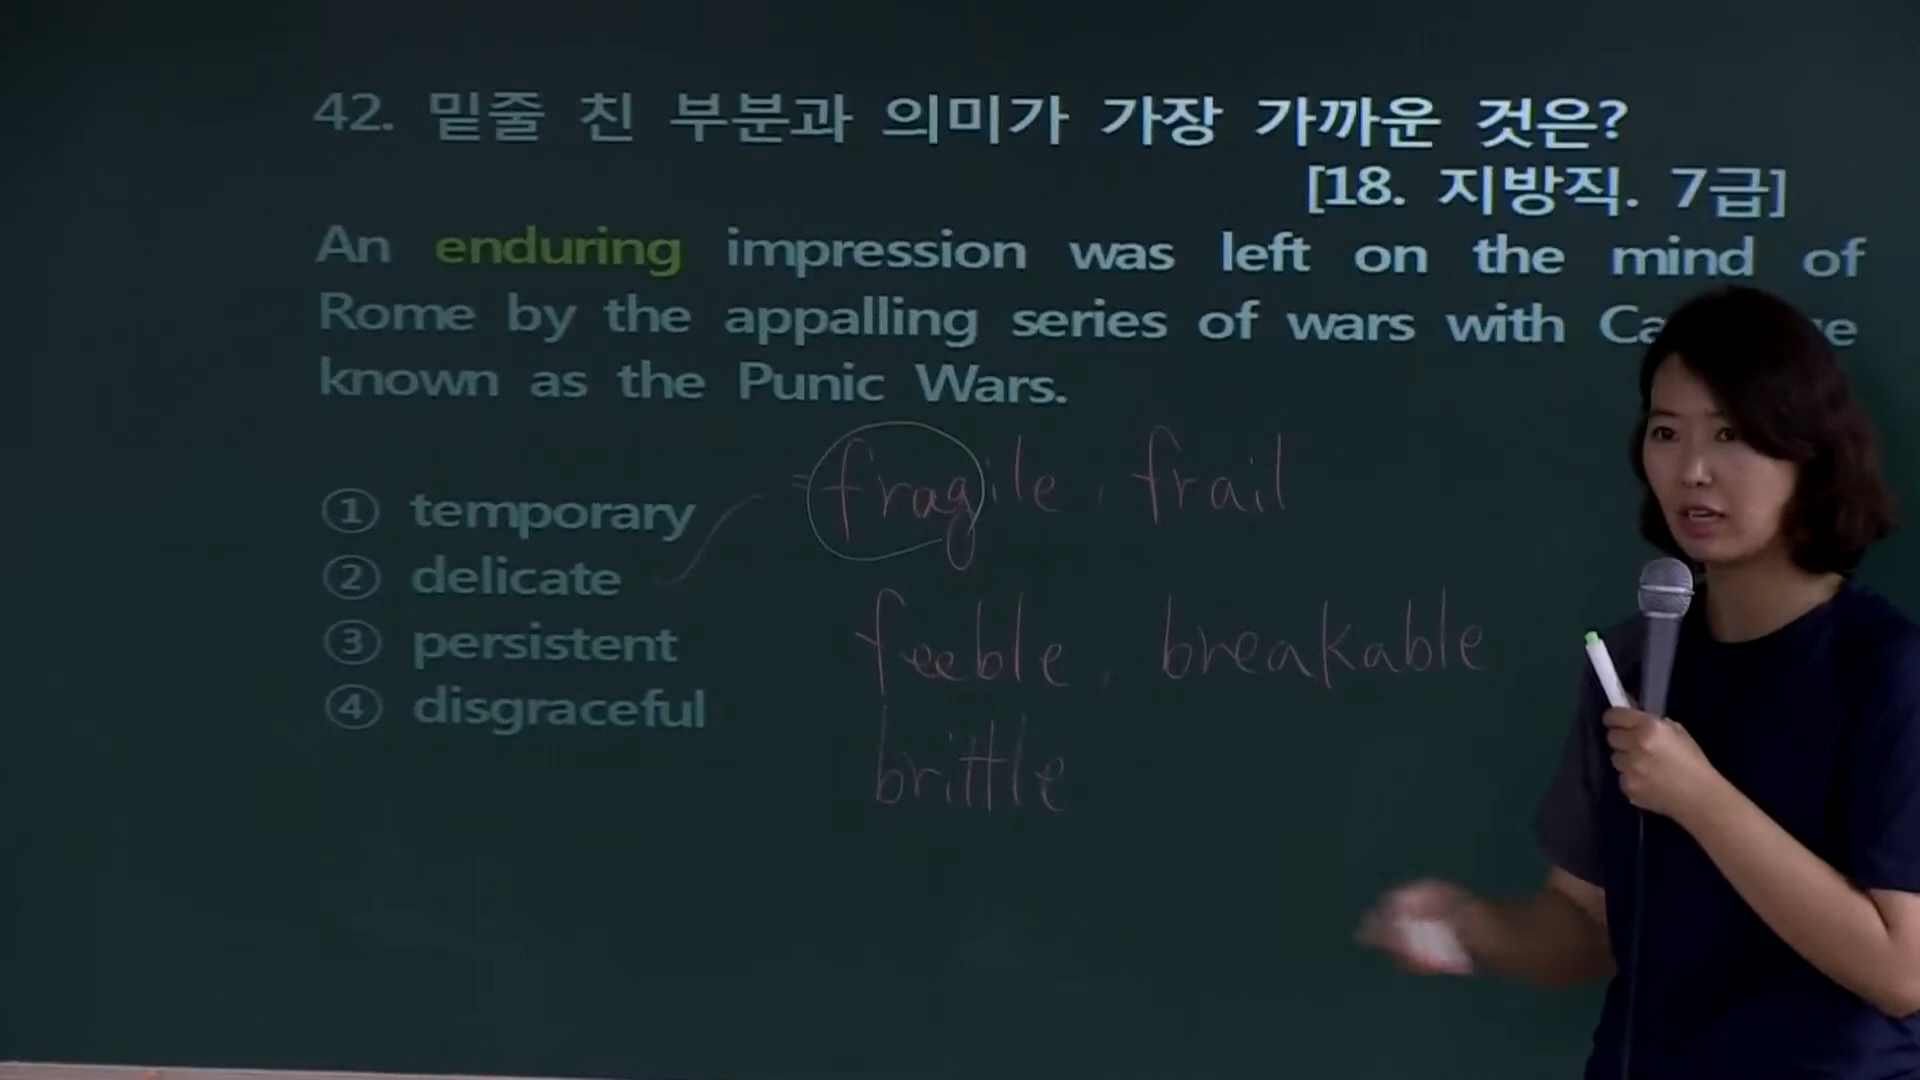 42. 밑줄 친 부분과 의미가 가장 가까운 것은?
[18. 지방직. 7급]
An enduring impression was left on the mind of
Rome by the appalling series of wars with
known as the Punic Wars.
① temporary
② delicate
③ persistent
④ disgraceful
= fragile, frail
feeble, breakable
brittle